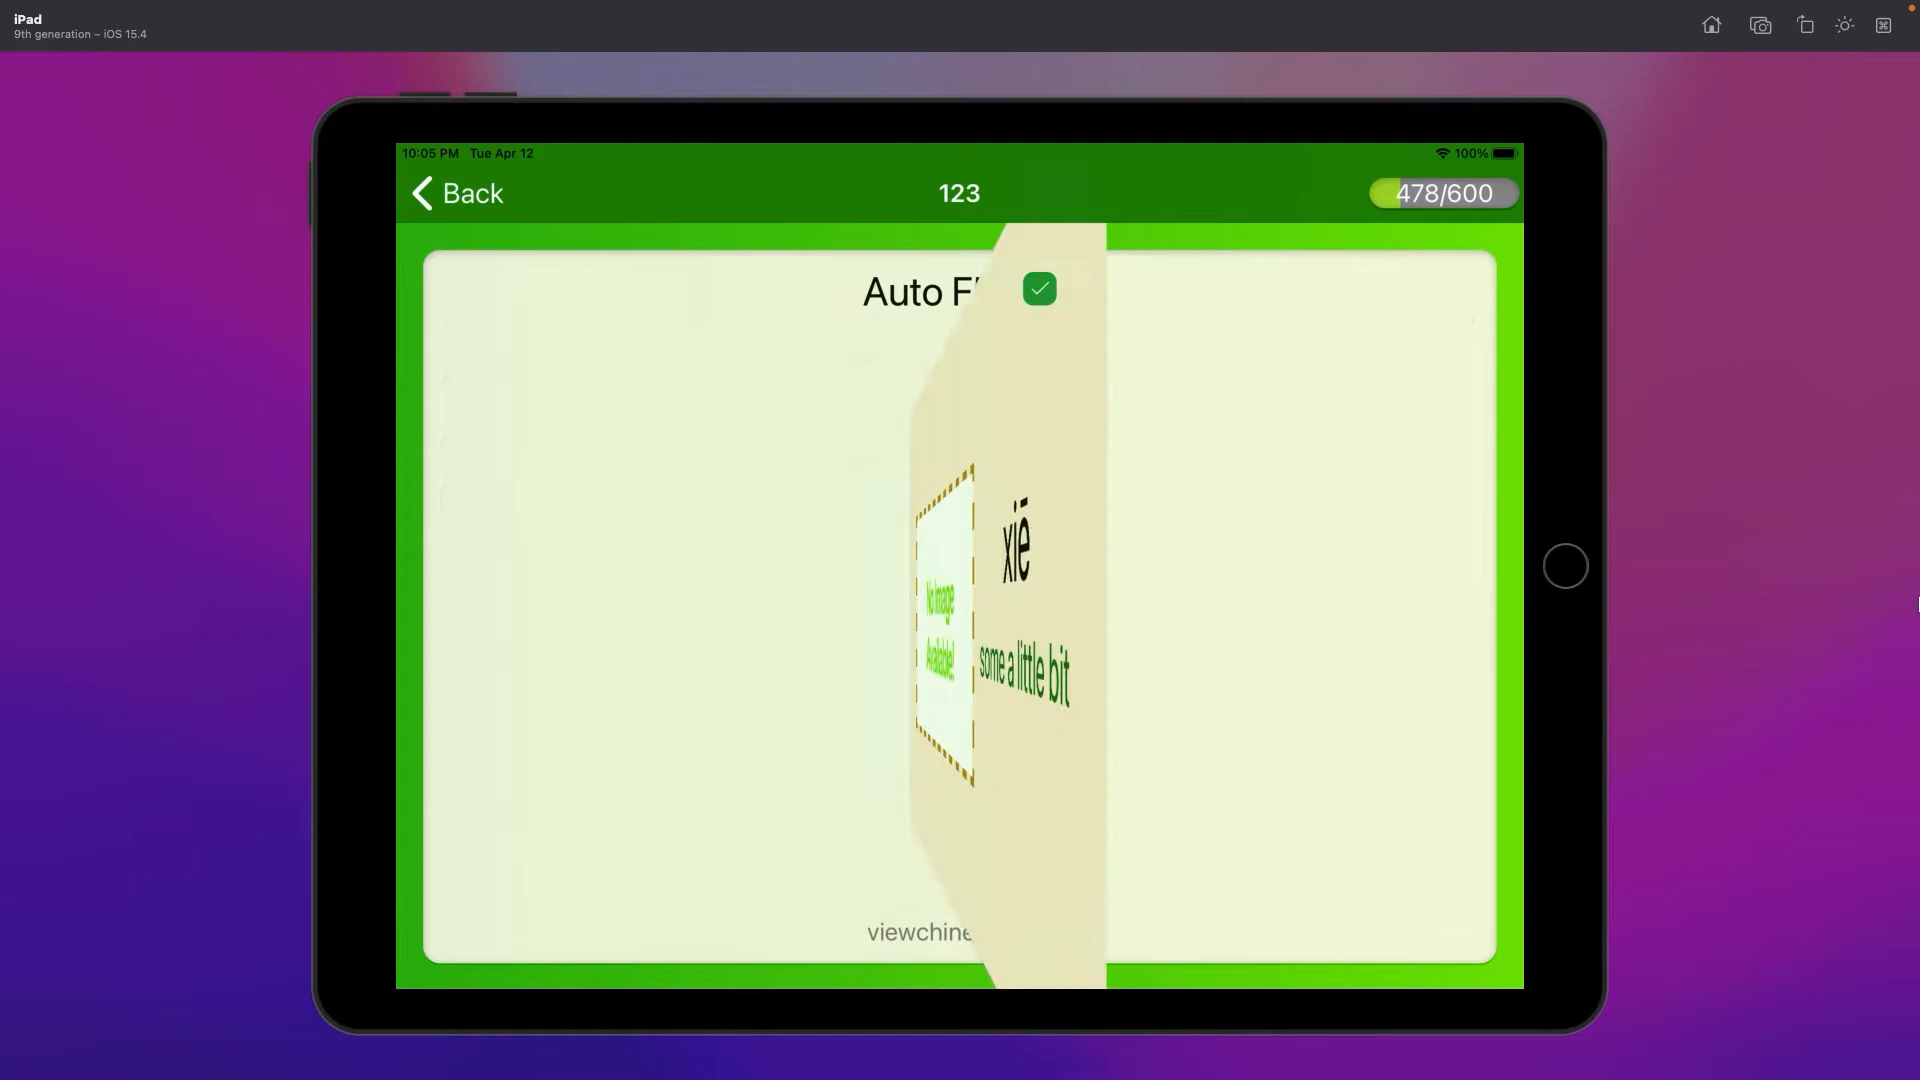 iPad
9th generation – iOS 15.4
10:05 PM Tue Apr 12
100%
Back
123
478/600
Auto
xiē
No Image
Available!
some a little bit
viewchine